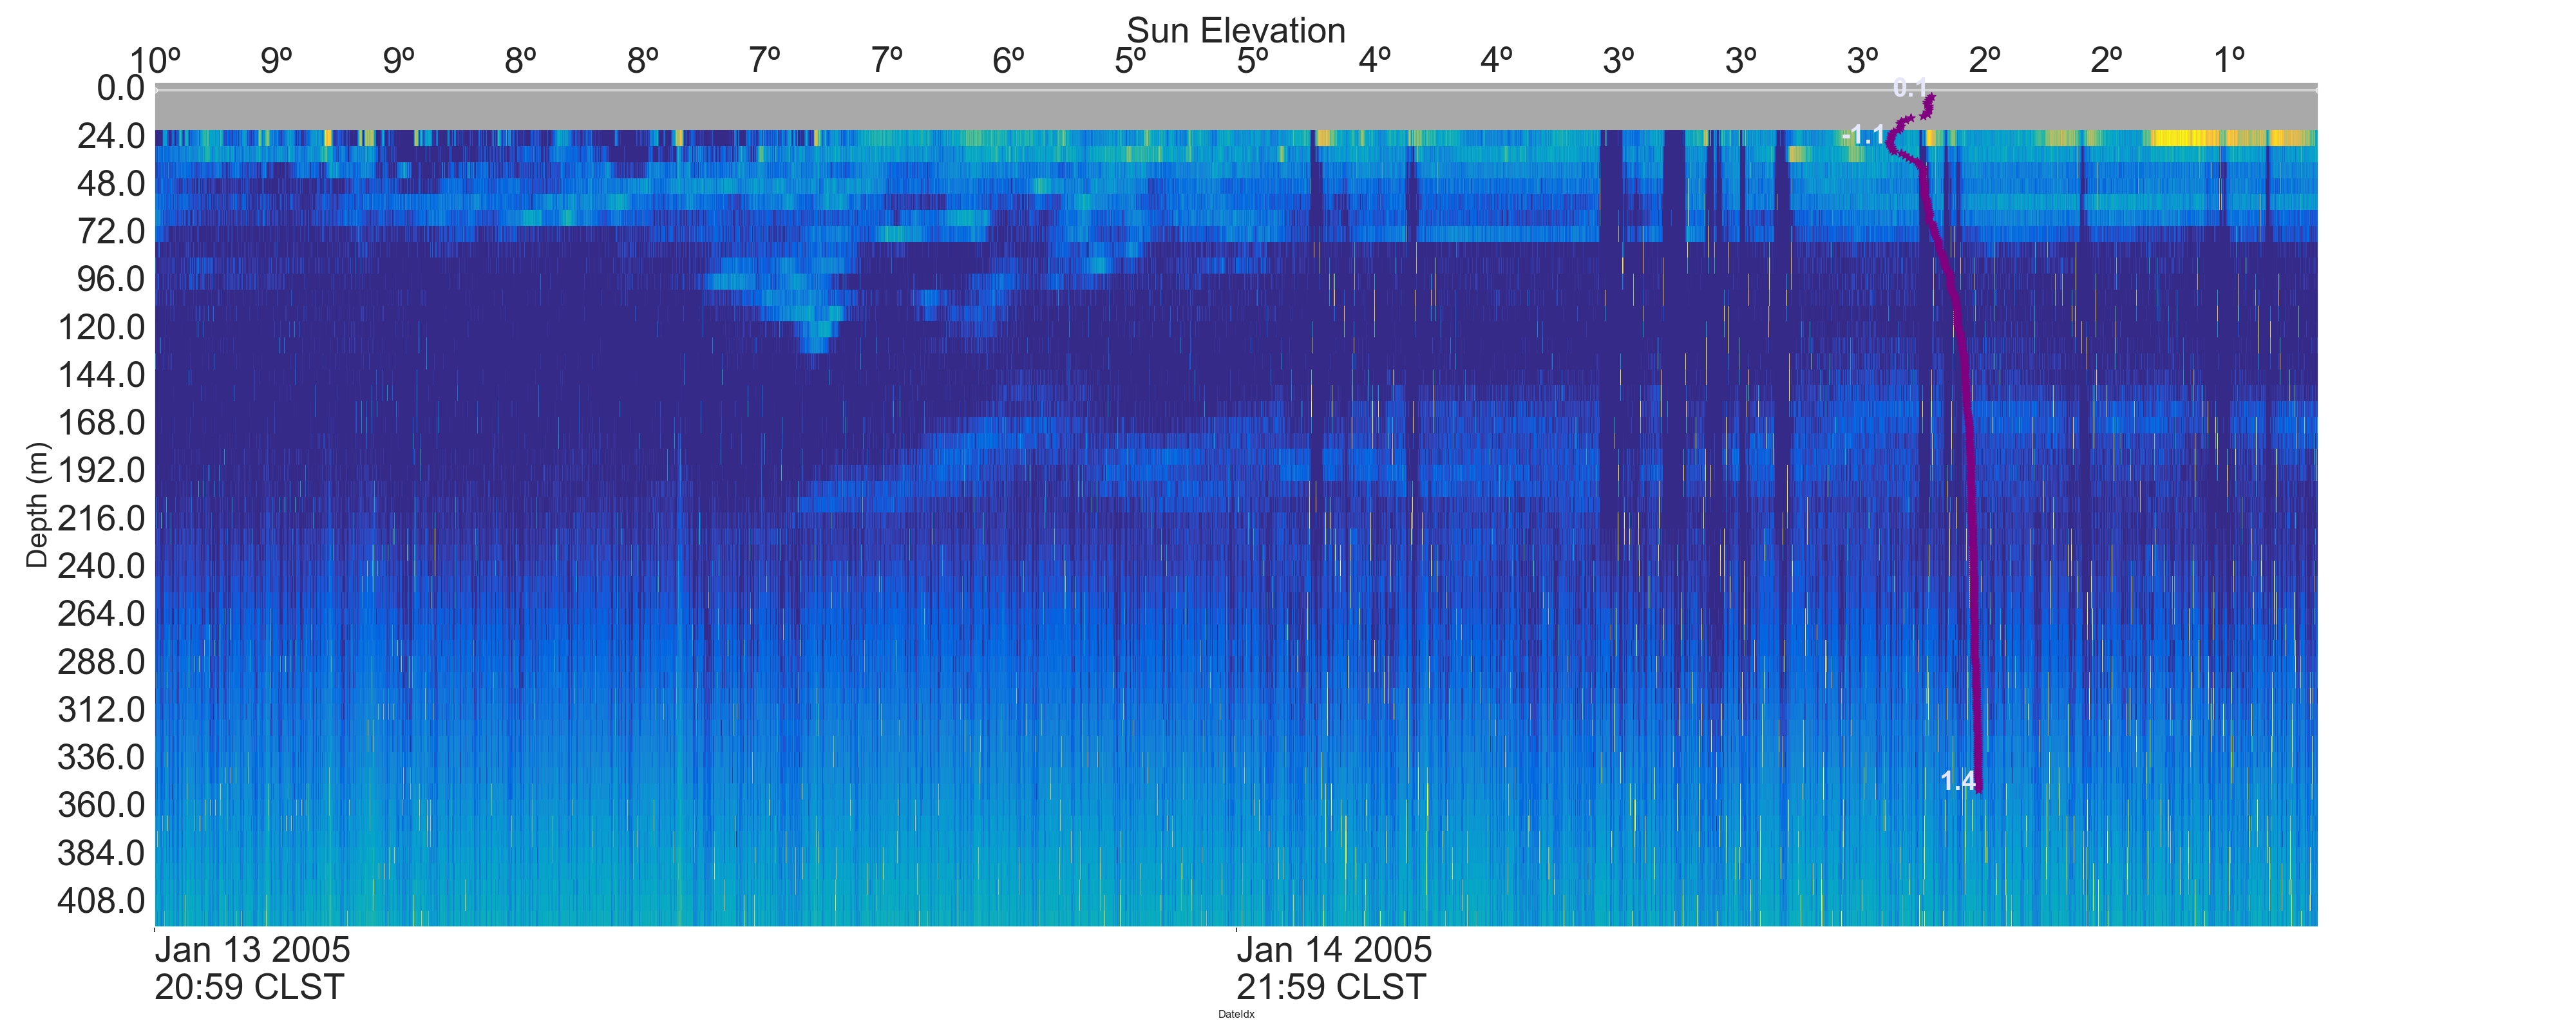 Sun Elevation
10º 9º 9º 8º 8º 7º 7º 6º 5º 5º 4º 4º 3º 3º 3º 2º 2º 1º
0.0
0.1
24.0
-1.1
48.0
72.0
96.0
120.0
144.0
168.0
192.0
216.0
240.0
264.0
288.0
312.0
336.0
1.4
360.0
384.0
408.0
Depth (m)
Jan 13 2005
20:59 CLST
Jan 14 2005
21:59 CLST
DateIdx